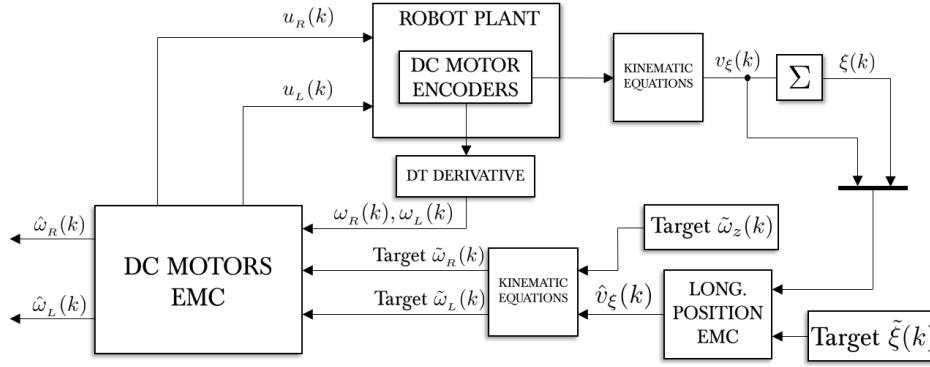 u_R(k)
ROBOT PLANT
u_L(k)
DC MOTOR
ENCODERS
KINEMATIC
EQUATIONS
v_ξ(k)
Σ
ξ(k)
DT DERIVATIVE
ω_R(k), ω_L(k)
ω̂_R(k)
ω̂_L(k)
DC MOTORS
EMC
Target ω̃_R(k)
Target ω̃_L(k)
KINEMATIC
EQUATIONS
Target ω̃_z(k)
v̂_ξ(k)
LONG.
POSITION
EMC
Target ξ̃(k)